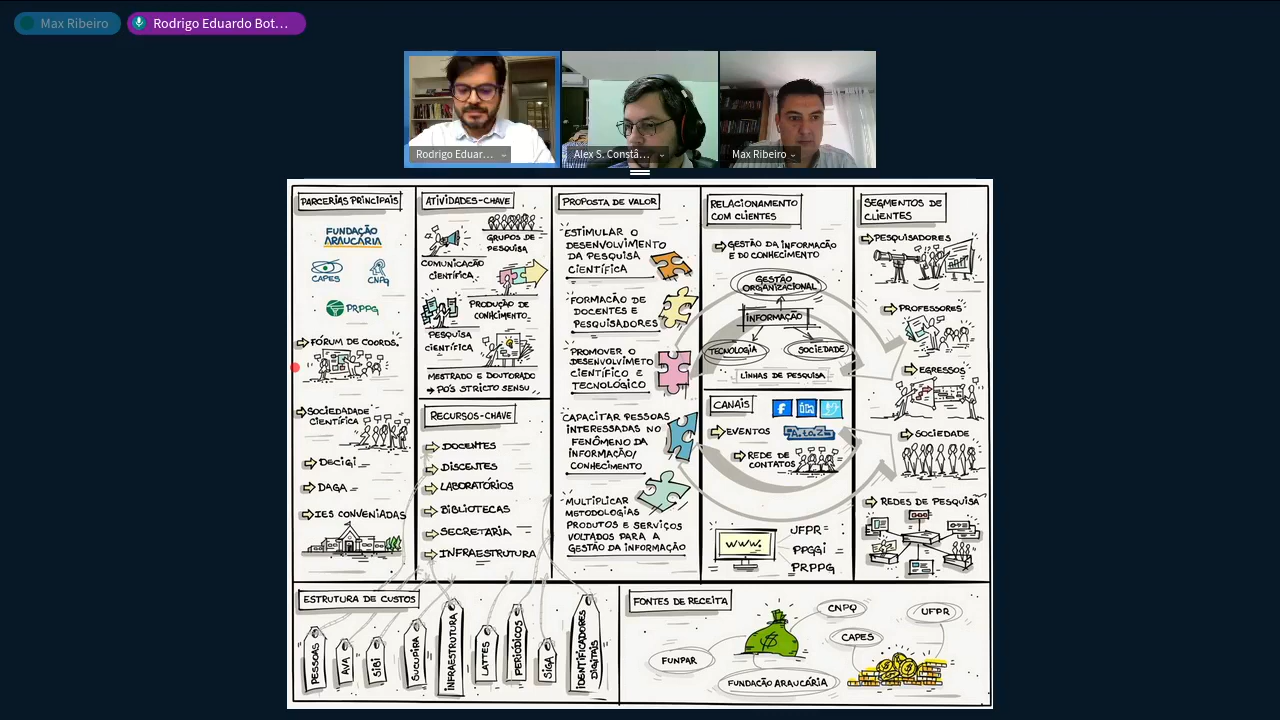 Max Ribeiro
Rodrigo Eduardo Bot...
Rodrigo Eduar...
Alex S. Constâ...
Max Ribeiro
PARCERIAS PRINCIPAIS
FUNDAÇÃO
ARAUCÁRIA
CAPES
CNPq
PRPPG
FÓRUM DE COORDS.
SOCIEDADADE
CIENTÍFICA
DECIGI
DAGA
IES CONVENIADAS
ATIVIDADES-CHAVE
GRUPOS DE
PESQUISA
COMUNICAÇÃO
CIENTÍFICA
PRODUÇÃO DE
CONHCIMENTO
PESQUISA
CIENTÍFICA
MESTRADO E DOUTORADO
PÓS STRICTO SENSU
RECURSOS-CHAVE
DOCENTES
DISCENTES
LABORATÓRIOS
BIBLIOTECAS
SECRETARIA
INFRAESTRUTURA
PROPOSTA DE VALOR
ESTIMULAR O
DESENVOLVIMENTO
DA PESQUISA
CIENTÍFICA
FORMAÇÃO DE
DOCENTES E
PESQUISADORES
PROMOVER O
DESENVOLVIMETO
CIENTÍFICO E
TECNOLÓGICO
CAPACITAR PESSOAS
INTERESSADAS NO
FENÔMENO DA
INFORMAÇÃO/
CONHECIMENTO
MULTIPLICAR
METODOLOGIAS
PRODUTOS E SERVIÇOS
VOLTADOS PARA A
GESTÃO DA INFORMAÇÃO
RELACIONAMENTO
COM CLIENTES
GESTÃO DA INFORMAÇÃO
E DO CONHECIMENTO
GESTÃO
ORGANIZACIONAL
INFORMAÇÃO
TECNOLOGIA
SOCIEDADE
LINHAS DE PESQUISA
CANAIS
f
in
EVENTOS
A.to.Z
REDE DE
CONTATOS
WWW.
UFPR
PPGGi
PRPPG
SEGMENTOS DE
CLIENTES
PESQUISADORES
PROFESSORES
EGRESSOS
SOCIEDADE
REDES DE PESQUISA
ESTRUTURA DE CUSTOS
PESSOAS
AVA
SIBI
SUCUPIRA
INFRAESTRUTURA
LATTES
PERIÓDICOS
SIGA
IDENTIFICADORES
DIGITAIS
FONTES DE RECEITA
$
CNPQ
UFPR
CAPES
FUNPAR
FUNDAÇÃO ARAUCÁRIA